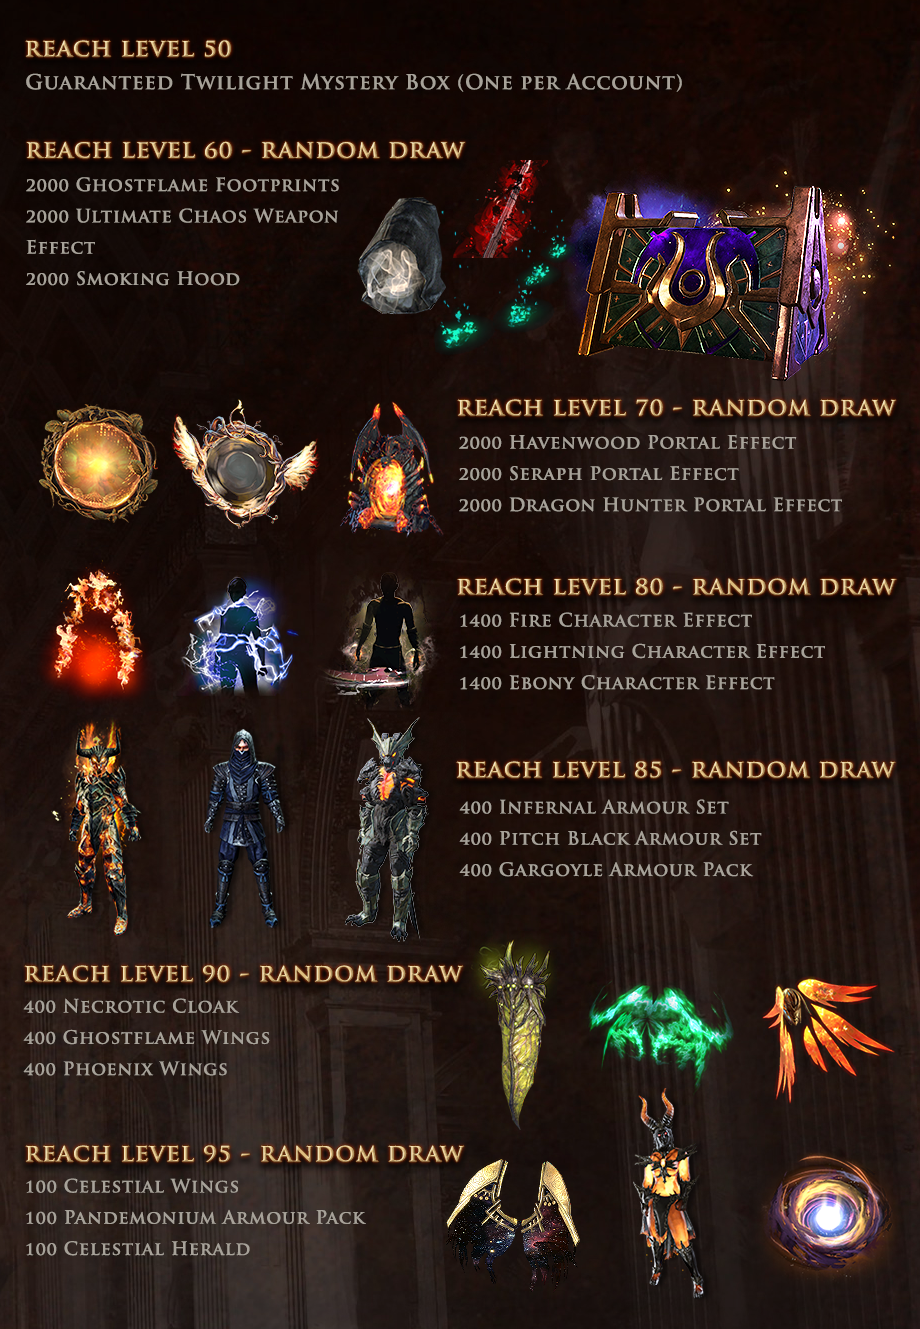 REACH LEVEL 50
GUARANTEED TWILIGHT MYSTERY BOX (ONE PER ACCOUNT)
REACH LEVEL 60 - RANDOM DRAW
2000 GHOSTFLAME FOOTPRINTS
2000 ULTIMATE CHAOS WEAPON
EFFECT
2000 SMOKING HOOD
REACH LEVEL 70 - RANDOM DRAW
2000 HAVENWOOD PORTAL EFFECT
2000 SERAPH PORTAL EFFECT
2000 DRAGON HUNTER PORTAL EFFECT
REACH LEVEL 80 - RANDOM DRAW
1400 FIRE CHARACTER EFFECT
1400 LIGHTNING CHARACTER EFFECT
1400 EBONY CHARACTER EFFECT
REACH LEVEL 85 - RANDOM DRAW
400 INFERNAL ARMOUR SET
400 PITCH BLACK ARMOUR SET
400 GARGOYLE ARMOUR PACK
REACH LEVEL 90 - RANDOM DRAW
400 NECROTIC CLOAK
400 GHOSTFLAME WINGS
400 PHOENIX WINGS
REACH LEVEL 95 - RANDOM DRAW
100 CELESTIAL WINGS
100 PANDEMONIUM ARMOUR PACK
100 CELESTIAL HERALD